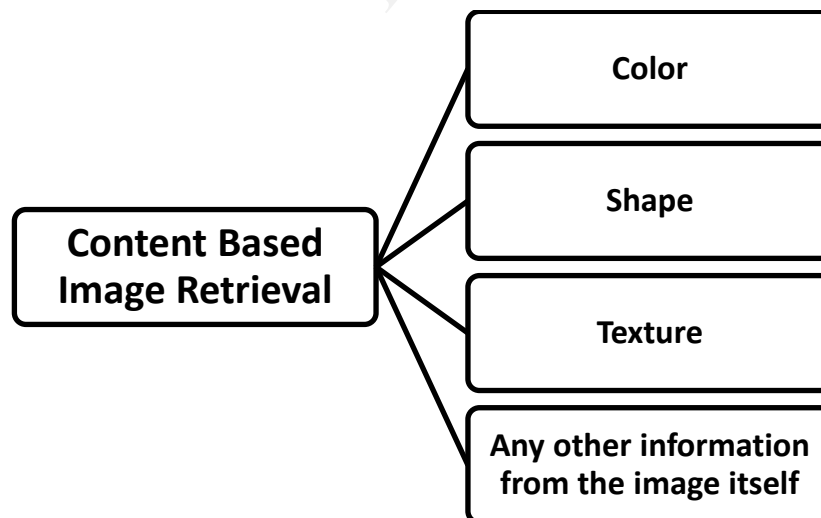 Color
Shape
Content Based
Image Retrieval
Texture
Any other information
from the image itself